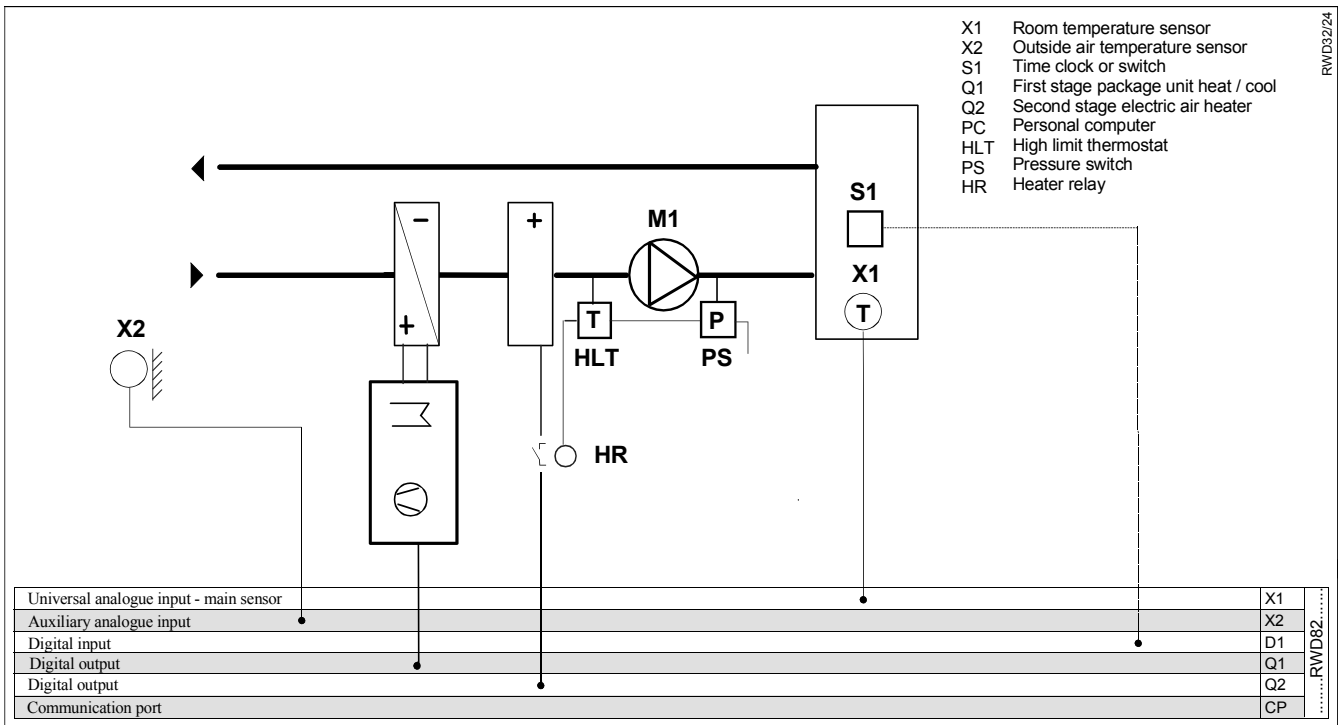 X1 Room temperature sensor
X2 Outside air temperature sensor
S1 Time clock or switch
Q1 First stage package unit heat / cool
Q2 Second stage electric air heater
PC Personal computer
HLT High limit thermostat
PS Pressure switch
HR Heater relay
RWD32/24
S1
- + M1
X1
X2 + T P T
HLT PS
HR
Universal analogue input - main sensor X1
Auxiliary analogue input X2
Digital input D1
Digital output Q1
Digital output Q2
Communication port CP
........RWD82........